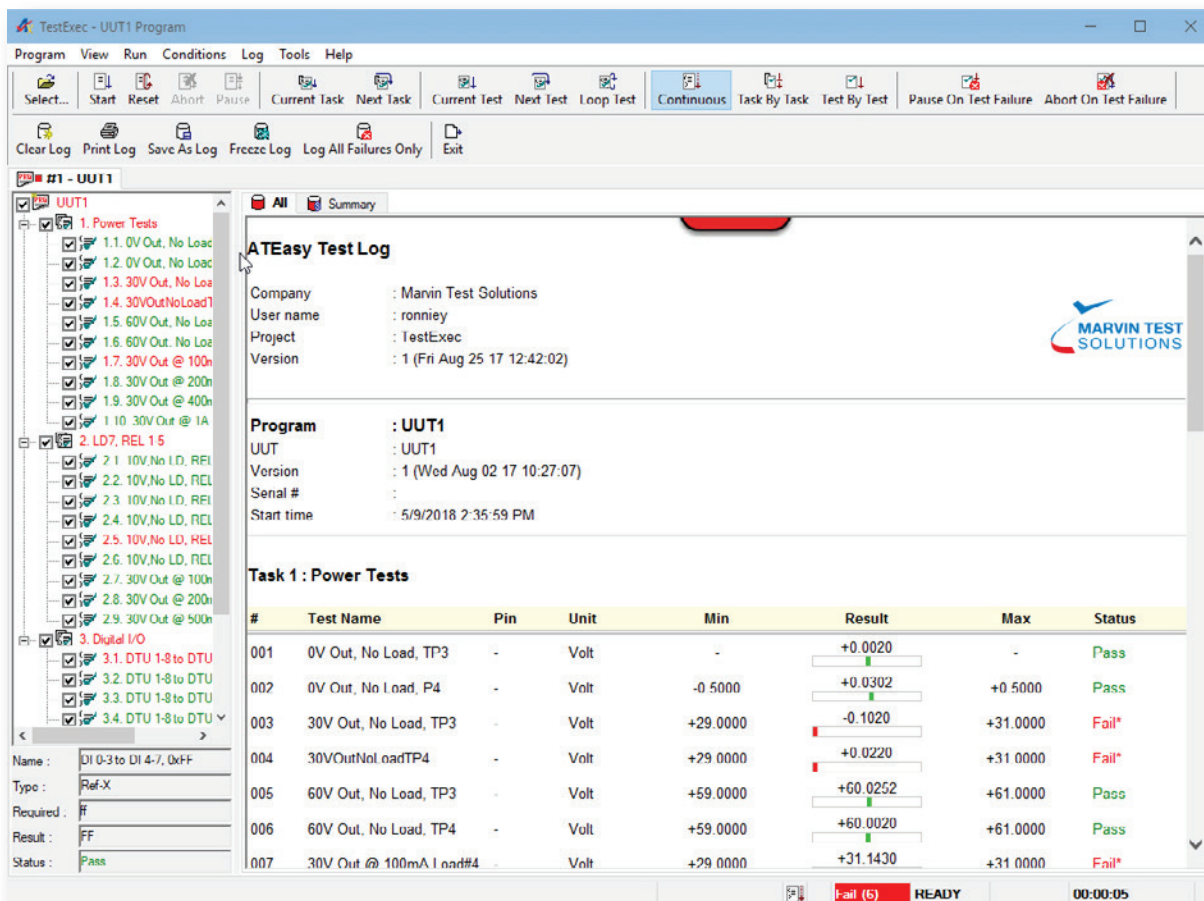 TestExec - UUT1 Program
Program View Run Conditions Log Tools Help
Select... Start Reset Abort Pause Current Task Next Task Current Test Next Test Loop Test Continuous Task By Task Test By Test Pause On Test Failure Abort On Test Failure
Clear Log Print Log Save As Log Freeze Log Log All Failures Only Exit
#1 - UUT1
UUT1
1. Power Tests
1.1. 0V Out, No Load
1.2. 0V Out, No Load
1.3. 30V Out, No Loa
1.4. 30VOutNoLoadT
1.5. 60V Out, No Loa
1.6. 60V Out. No Loa
1.7. 30V Out @ 100m
1.8. 30V Out @ 200m
1.9. 30V Out @ 400m
1.10. 30V Out @ 1A
2. LD7, REL 1-5
2.1. 10V,No LD, REL
2.2. 10V,No LD, REL
2.3. 10V,No LD, REL
2.4. 10V,No LD, REL
2.5. 10V,No LD, REL
2.6. 10V,No LD, REL
2.7. 30V Out @ 100m
2.8. 30V Out @ 200m
2.9. 30V Out @ 500m
3. Digital I/O
3.1. DTU 1-8 to DTU
3.2. DTU 1-8 to DTU
3.3. DTU 1-8 to DTU
3.4. DTU 1-8 to DTU
Name : DI 0-3 to DI 4-7, 0xFF
Type : Ref-X
Required : ff
Result : FF
Status : Pass
All Summary
ATEasy Test Log
Company : Marvin Test Solutions
User name : ronniey
Project : TestExec
Version : 1 (Fri Aug 25 17 12:42:02)
MARVIN TEST
SOLUTIONS
Program : UUT1
UUT : UUT1
Version : 1 (Wed Aug 02 17 10:27:07)
Serial # :
Start time : 5/9/2018 2:35:59 PM
Task 1 : Power Tests
# Test Name Pin Unit Min Result Max Status
001 0V Out, No Load, TP3 - Volt - +0.0020 - Pass
002 0V Out, No Load, P4 - Volt -0.5000 +0.0302 +0.5000 Pass
003 30V Out, No Load, TP3 - Volt +29.0000 -0.1020 +31.0000 Fail*
004 30VOutNoLoadTP4 - Volt +29.0000 +0.0220 +31.0000 Fail*
005 60V Out, No Load, TP3 - Volt +59.0000 +60.0252 +61.0000 Pass
006 60V Out, No Load, TP4 - Volt +59.0000 +60.0020 +61.0000 Pass
007 30V Out @ 100mA Load#4 - Volt +29.0000 +31.1430 +31.0000 Fail*
Fail (6) READY 00:00:05